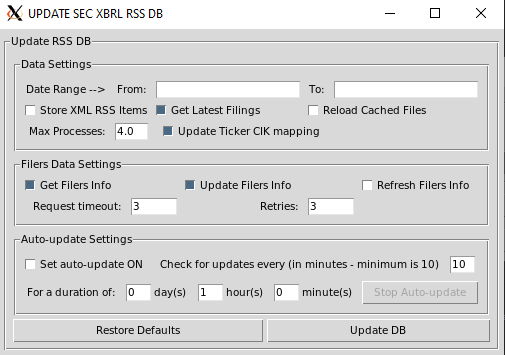 UPDATE SEC XBRL RSS DB
Update RSS DB
Data Settings
Date Range --> From: To:
Store XML RSS Items Get Latest Filings Reload Cached Files
Max Processes: 4.0 Update Ticker CIK mapping
Filers Data Settings
Get Filers Info Update Filers Info Refresh Filers Info
Request timeout: 3 Retries: 3
Auto-update Settings
Set auto-update ON Check for updates every (in minutes - minimum is 10) 10
For a duration of: 0 day(s) 1 hour(s) 0 minute(s) Stop Auto-update
Restore Defaults Update DB